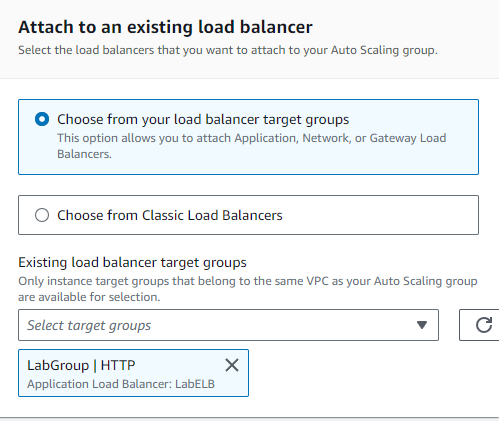 Attach to an existing load balancer
Select the load balancers that you want to attach to your Auto Scaling group.
Choose from your load balancer target groups
This option allows you to attach Application, Network, or Gateway Load
Balancers.
Choose from Classic Load Balancers
Existing load balancer target groups
Only instance target groups that belong to the same VPC as your Auto Scaling group
are available for selection.
Select target groups
LabGroup | HTTP
Application Load Balancer: LabELB